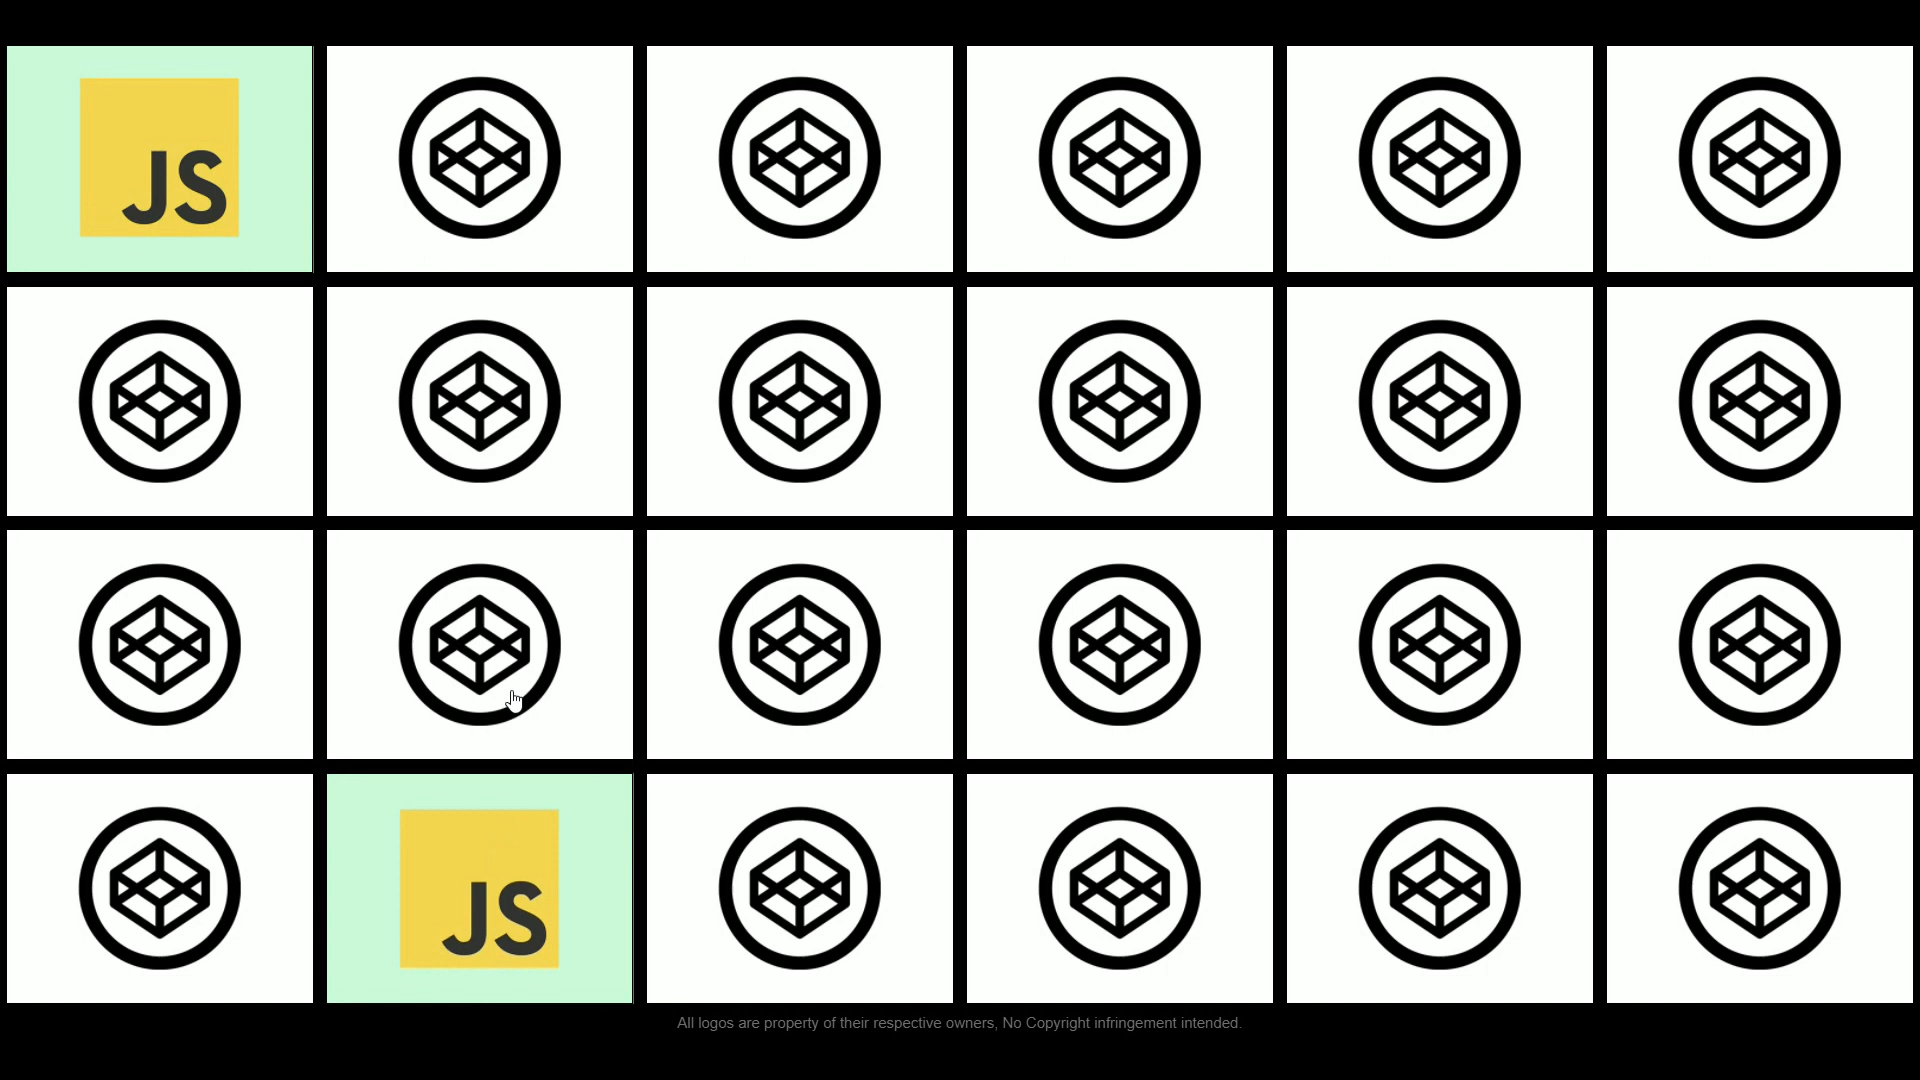 JS
JS
All logos are property of their respective owners, No Copyright infringement intended.